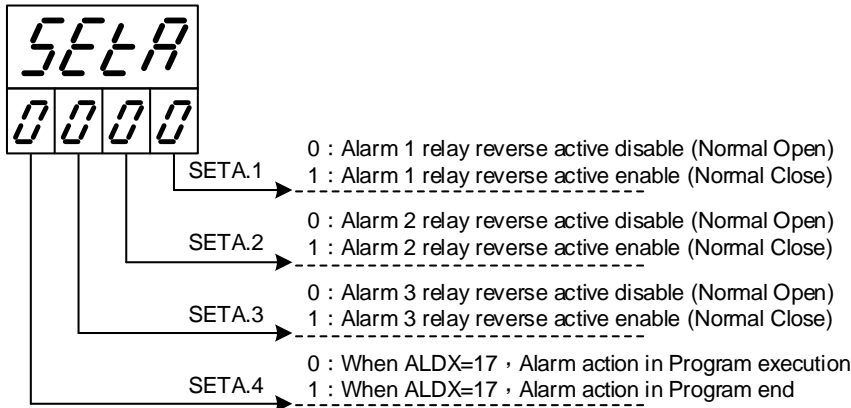 SEtA
0000
SETA.1
0：Alarm 1 relay reverse active disable (Normal Open)
1：Alarm 1 relay reverse active enable (Normal Close)
SETA.2
0：Alarm 2 relay reverse active disable (Normal Open)
1：Alarm 2 relay reverse active enable (Normal Close)
SETA.3
0：Alarm 3 relay reverse active disable (Normal Open)
1：Alarm 3 relay reverse active enable (Normal Close)
SETA.4
0：When ALDX=17，Alarm action in Program execution
1：When ALDX=17，Alarm action in Program end